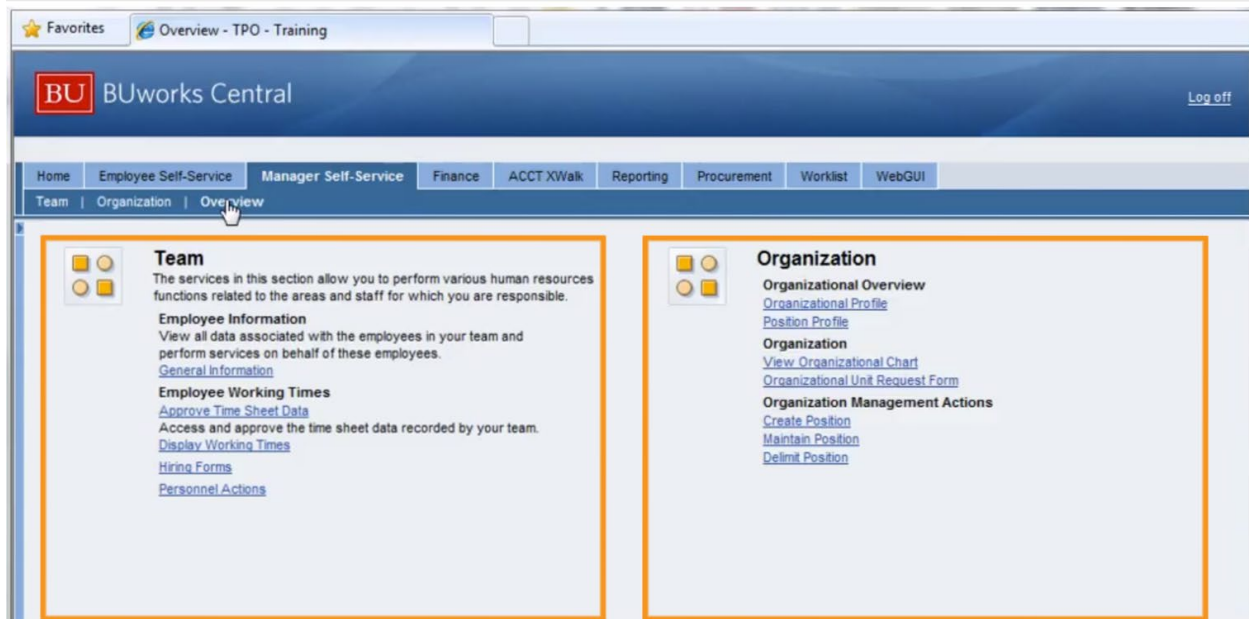 Favorites
Overview - TPO - Training
BU BUworks Central
Log off
Home Employee Self-Service Manager Self-Service Finance ACCT XWalk Reporting Procurement Worklist WebGUI
Team | Organization | Overview
Team
The services in this section allow you to perform various human resources
functions related to the areas and staff for which you are responsible.
Employee Information
View all data associated with the employees in your team and
perform services on behalf of these employees.
General Information
Employee Working Times
Approve Time Sheet Data
Access and approve the time sheet data recorded by your team.
Display Working Times
Hiring Forms
Personnel Actions
Organization
Organizational Overview
Organizational Profile
Position Profile
Organization
View Organizational Chart
Organizational Unit Request Form
Organization Management Actions
Create Position
Maintain Position
Delimit Position